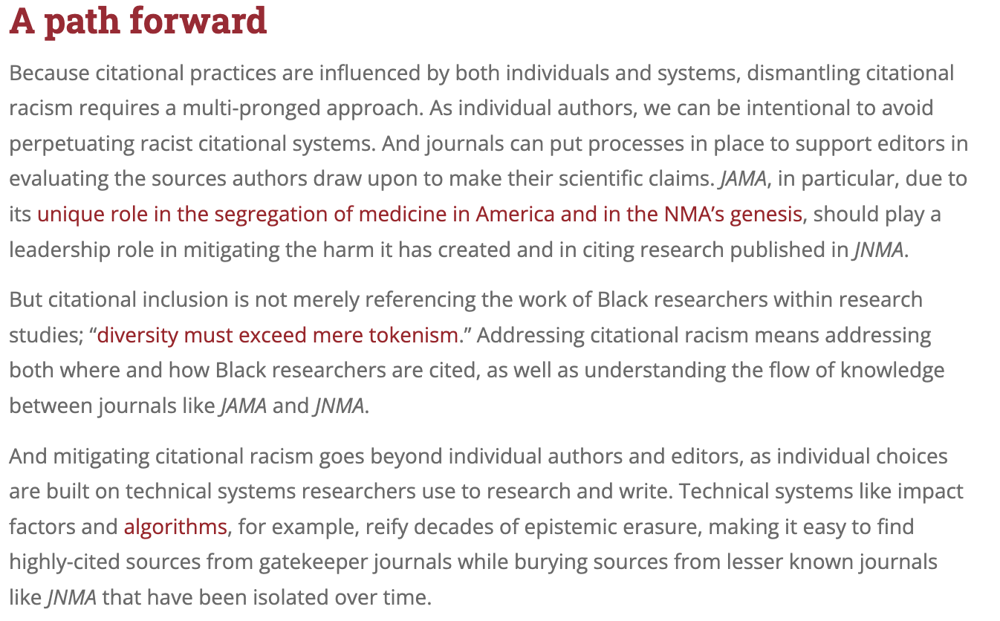 A path forward
Because citational practices are influenced by both individuals and systems, dismantling citational
racism requires a multi-pronged approach. As individual authors, we can be intentional to avoid
perpetuating racist citational systems. And journals can put processes in place to support editors in
evaluating the sources authors draw upon to make their scientific claims. JAMA, in particular, due to
its unique role in the segregation of medicine in America and in the NMA’s genesis, should play a
leadership role in mitigating the harm it has created and in citing research published in JNMA.
But citational inclusion is not merely referencing the work of Black researchers within research
studies; “diversity must exceed mere tokenism.” Addressing citational racism means addressing
both where and how Black researchers are cited, as well as understanding the flow of knowledge
between journals like JAMA and JNMA.
And mitigating citational racism goes beyond individual authors and editors, as individual choices
are built on technical systems researchers use to research and write. Technical systems like impact
factors and algorithms, for example, reify decades of epistemic erasure, making it easy to find
highly-cited sources from gatekeeper journals while burying sources from lesser known journals
like JNMA that have been isolated over time.